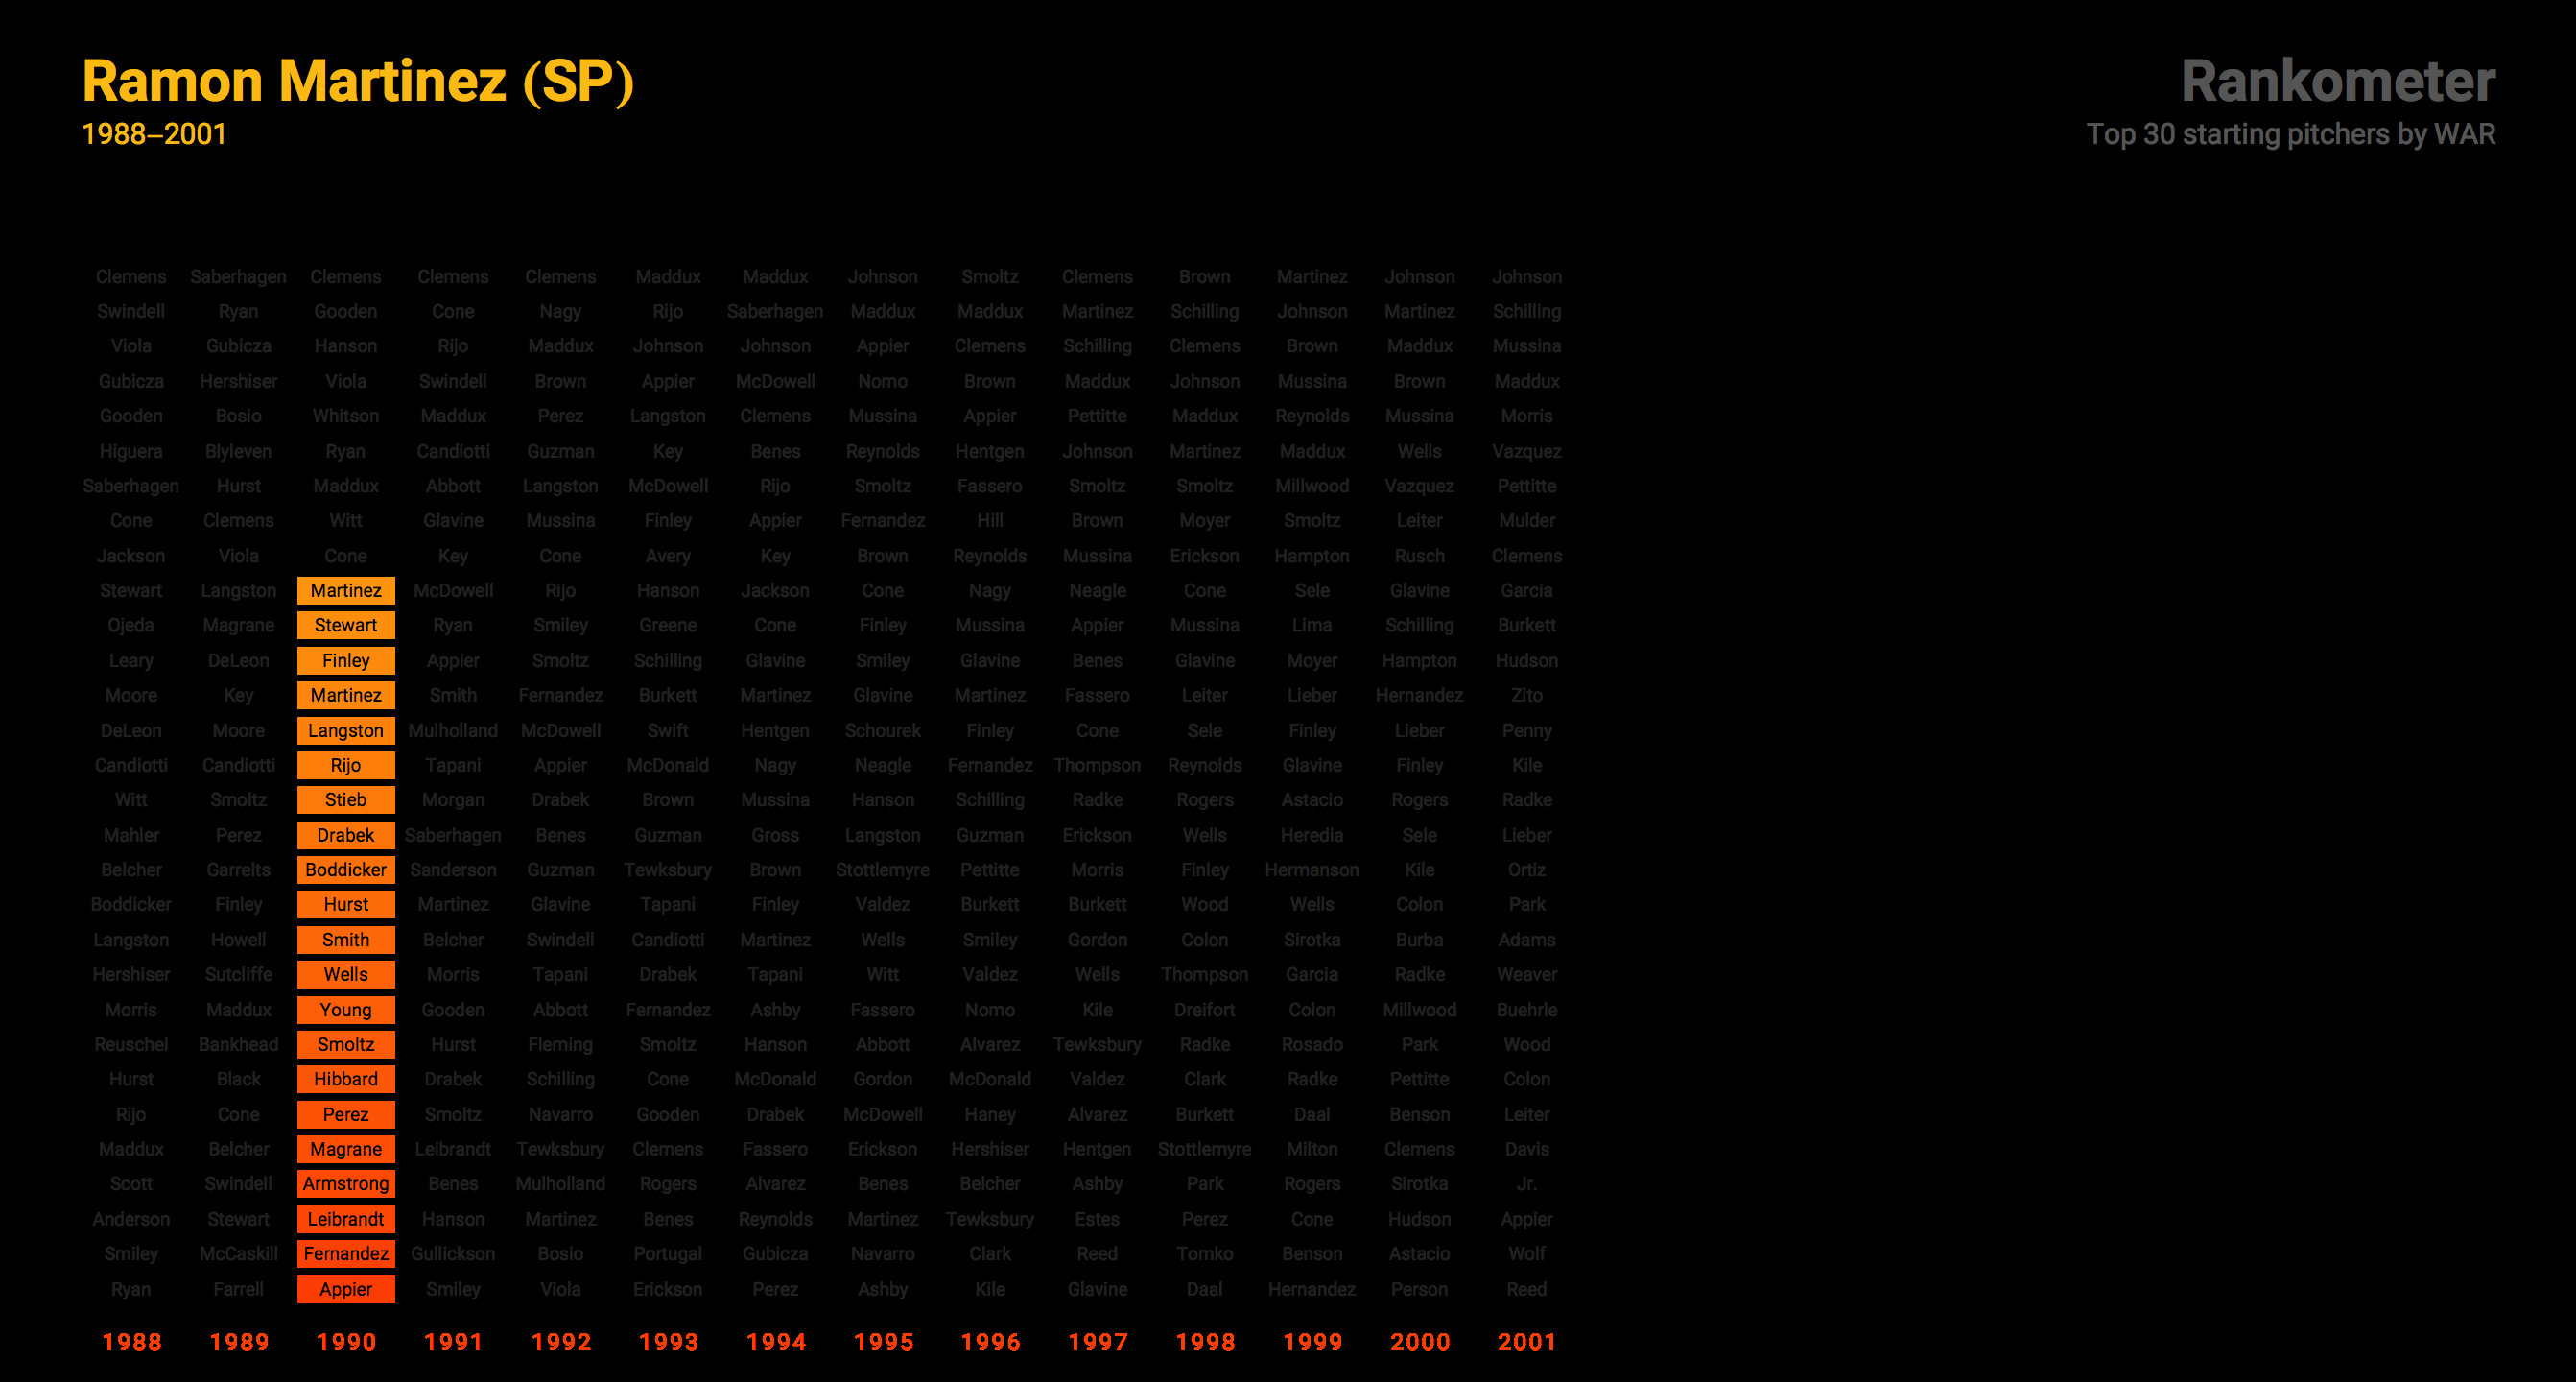 Ramon Martinez (SP)
1988–2001
Rankometer
Top 30 starting pitchers by WAR
Clemens Saberhagen Clemens Clemens Clemens Maddux Maddux Johnson Smoltz Clemens Brown Martinez Johnson Johnson
Swindell Ryan Gooden Cone Nagy Rijo Saberhagen Maddux Maddux Martinez Schilling Johnson Martinez Schilling
Viola Gubicza Hanson Rijo Maddux Johnson Johnson Appier Clemens Schilling Clemens Brown Maddux Mussina
Gubicza Hershiser Viola Swindell Brown Appier McDowell Nomo Brown Maddux Johnson Mussina Brown Maddux
Gooden Bosio Whitson Maddux Perez Langston Clemens Mussina Appier Pettitte Maddux Reynolds Mussina Morris
Higuera Blyleven Ryan Candiotti Guzman Key Benes Reynolds Hentgen Johnson Martinez Maddux Wells Vazquez
Saberhagen Hurst Maddux Abbott Langston McDowell Rijo Smoltz Fassero Smoltz Smoltz Millwood Vazquez Pettitte
Cone Clemens Witt Glavine Mussina Finley Appier Fernandez Hill Brown Moyer Smoltz Leiter Mulder
Jackson Viola Cone Key Cone Avery Key Brown Reynolds Mussina Erickson Hampton Rusch Clemens
Stewart Langston Martinez McDowell Rijo Hanson Jackson Cone Nagy Neagle Cone Sele Glavine Garcia
Ojeda Magrane Stewart Ryan Smiley Greene Cone Finley Mussina Appier Mussina Lima Schilling Burkett
Leary DeLeon Finley Appier Smoltz Schilling Glavine Smiley Glavine Benes Glavine Moyer Hampton Hudson
Moore Key Martinez Smith Fernandez Burkett Martinez Glavine Martinez Fassero Leiter Lieber Hernandez Zito
DeLeon Moore Langston Mulholland McDowell Swift Hentgen Schourek Finley Cone Sele Finley Lieber Penny
Candiotti Candiotti Rijo Tapani Appier McDonald Nagy Neagle Fernandez Thompson Reynolds Glavine Finley Kile
Witt Smoltz Stieb Morgan Drabek Brown Mussina Hanson Schilling Radke Rogers Astacio Rogers Radke
Mahler Perez Drabek Saberhagen Benes Guzman Gross Langston Guzman Erickson Wells Heredia Sele Lieber
Belcher Garrelts Boddicker Sanderson Guzman Tewksbury Brown Stottlemyre Pettitte Morris Finley Hermanson Kile Ortiz
Boddicker Finley Hurst Martinez Glavine Tapani Finley Valdez Burkett Burkett Wood Wells Colon Park
Langston Howell Smith Belcher Swindell Candiotti Martinez Wells Smiley Gordon Colon Sirotka Burba Adams
Hershiser Sutcliffe Wells Morris Tapani Drabek Tapani Witt Valdez Wells Thompson Garcia Radke Weaver
Morris Maddux Young Gooden Abbott Fernandez Ashby Fassero Nomo Kile Dreifort Colon Millwood Buehrle
Reuschel Bankhead Smoltz Hurst Fleming Smoltz Hanson Abbott Alvarez Tewksbury Radke Rosado Park Wood
Hurst Black Hibbard Drabek Schilling Cone McDonald Gordon McDonald Valdez Clark Radke Pettitte Colon
Rijo Cone Perez Smoltz Navarro Gooden Drabek McDowell Haney Alvarez Burkett Daal Benson Leiter
Maddux Belcher Magrane Leibrandt Tewksbury Clemens Fassero Erickson Hershiser Hentgen Stottlemyre Milton Clemens Davis
Scott Swindell Armstrong Benes Mulholland Rogers Alvarez Benes Belcher Ashby Park Rogers Sirotka Jr.
Anderson Stewart Leibrandt Hanson Martinez Benes Reynolds Martinez Tewksbury Estes Perez Cone Hudson Appier
Smiley McCaskill Fernandez Gullickson Bosio Portugal Gubicza Navarro Clark Reed Tomko Benson Astacio Wolf
Ryan Farrell Appier Smiley Viola Erickson Perez Ashby Kile Glavine Daal Hernandez Person Reed
1988 1989 1990 1991 1992 1993 1994 1995 1996 1997 1998 1999 2000 2001